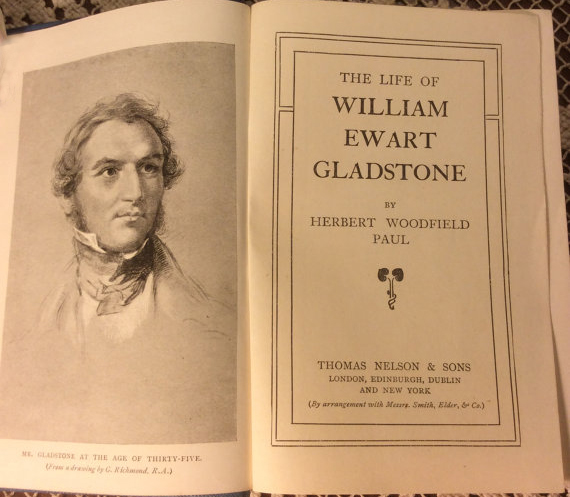 MR. GLADSTONE AT THE AGE OF THIRTY-FIVE.
(From a drawing by G. Richmond, R.A.)
THE LIFE OF
WILLIAM
EWART
GLADSTONE
BY
HERBERT WOODFIELD
PAUL
THOMAS NELSON & SONS
LONDON, EDINBURGH, DUBLIN
AND NEW YORK
(By arrangement with Messrs. Smith, Elder, & Co.)